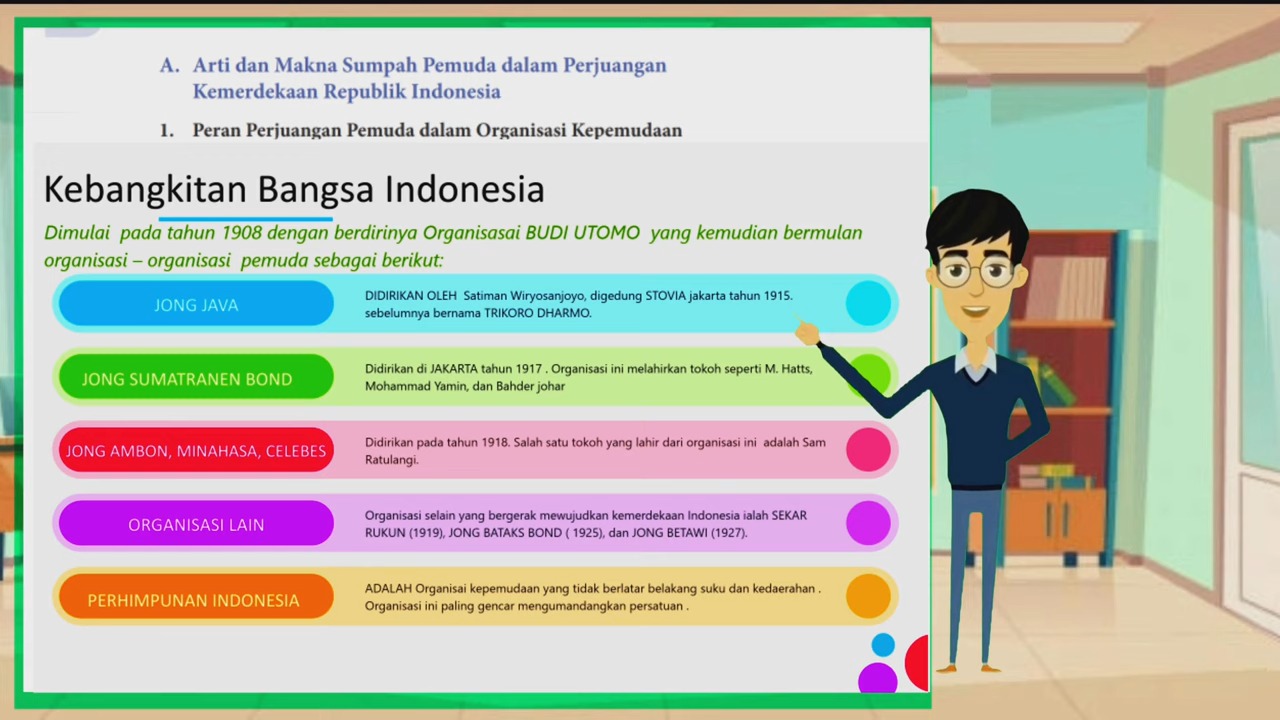 A. Arti dan Makna Sumpah Pemuda dalam Perjuangan
Kemerdekaan Republik Indonesia
1. Peran Perjuangan Pemuda dalam Organisasi Kepemudaan
Kebangkitan Bangsa Indonesia
Dimulai pada tahun 1908 dengan berdirinya Organisasai BUDI UTOMO yang kemudian bermulan
organisasi – organisasi pemuda sebagai berikut:
JONG JAVA
DIDIRIKAN OLEH Satiman Wiryosanjoyo, digedung STOVIA jakarta tahun 1915.
sebelumnya bernama TRIKORO DHARMO.
JONG SUMATRANEN BOND
Didirikan di JAKARTA tahun 1917 . Organisasi ini melahirkan tokoh seperti M. Hatts,
Mohammad Yamin, dan Bahder johar
JONG AMBON, MINAHASA, CELEBES
Didirikan pada tahun 1918. Salah satu tokoh yang lahir dari organisasi ini adalah Sam
Ratulangi.
ORGANISASI LAIN
Organisasi selain yang bergerak mewujudkan kemerdekaan Indonesia ialah SEKAR
RUKUN (1919), JONG BATAKS BOND ( 1925), dan JONG BETAWI (1927).
PERHIMPUNAN INDONESIA
ADALAH Organisai kepemudaan yang tidak berlatar belakang suku dan kedaerahan .
Organisasi ini paling gencar mengumandangkan persatuan .